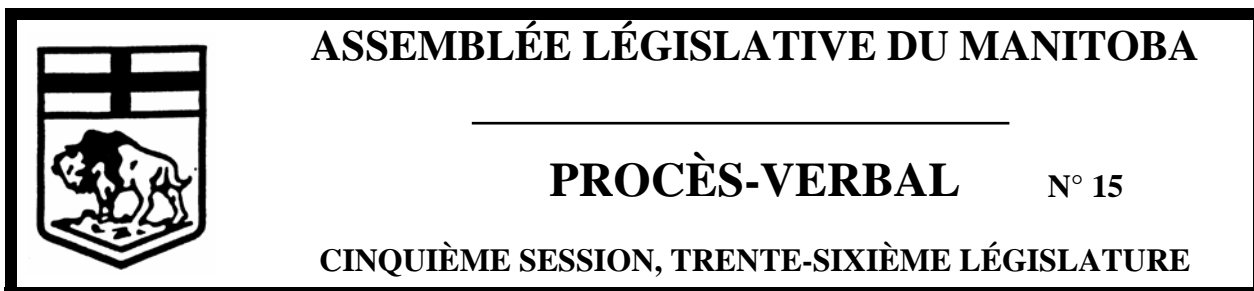 ASSEMBLÉE LÉGISLATIVE DU MANITOBA
PROCÈS-VERBAL N° 15
CINQUIÈME SESSION, TRENTE-SIXIÈME LÉGISLATURE